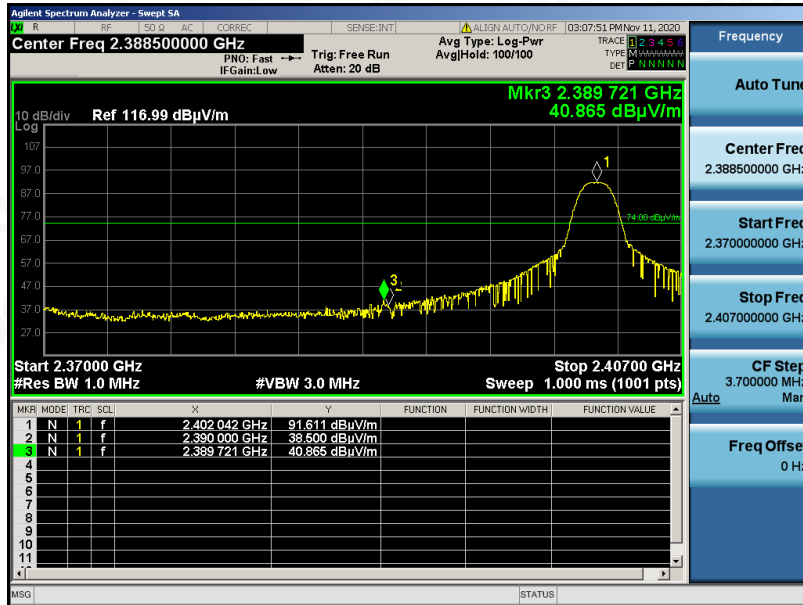 Agilent Spectrum Analyzer - Swept SA
LXI R RF 50 Ω AC CORREC SENSE:INT ALIGN AUTO/NO RF 03:07:51 PM Nov 11, 2020
Center Freq 2.388500000 GHz
PNO: Fast
IFGain:Low
Trig: Free Run
Atten: 20 dB
Avg Type: Log-Pwr
Avg|Hold: 100/100
TRACE 1 2 3 4 5 6
TYPE M
DET P N N N N N
Mkr3 2.389 721 GHz
40.865 dBµV/m
10 dB/div Ref 116.99 dBµV/m
Log
107
97.0
87.0
77.0
67.0
57.0
47.0
37.0
27.0
1
74.00 dBµV/m
3
2
Start 2.37000 GHz Stop 2.40700 GHz
#Res BW 1.0 MHz #VBW 3.0 MHz Sweep 1.000 ms (1001 pts)
MKR MODE TRC SCL X Y FUNCTION FUNCTION WIDTH FUNCTION VALUE
1 N 1 f 2.402 042 GHz 91.611 dBµV/m
2 N 1 f 2.390 000 GHz 38.500 dBµV/m
3 N 1 f 2.389 721 GHz 40.865 dBµV/m
4
5
6
7
8
9
10
11
MSG STATUS
Frequency
Auto Tune
Center Freq
2.388500000 GHz
Start Freq
2.370000000 GHz
Stop Freq
2.407000000 GHz
CF Step
3.700000 MHz
Auto Man
Freq Offset
0 Hz